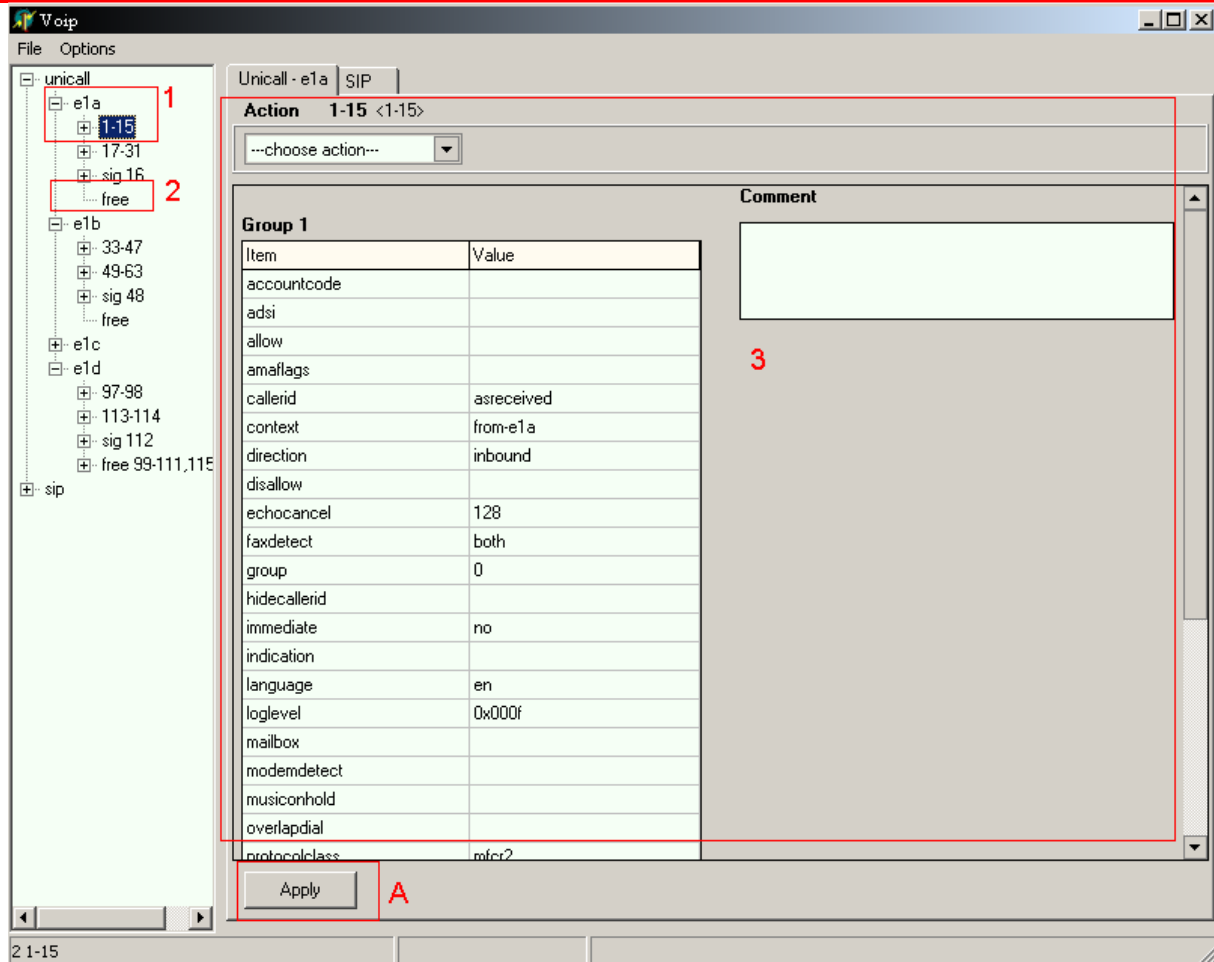 Voip
File Options
unicall
e1a
1
1-15
17-31
sig 16
free
2
e1b
33-47
49-63
sig 48
free
e1c
e1d
97-98
113-114
sig 112
free 99-111,115
sip
Unicall - e1a SIP
Action 1-15 <1-15>
---choose action---
Comment
3
Group 1
Item Value
accountcode
adsi
allow
amaflags
callerid asreceived
context from-e1a
direction inbound
disallow
echocancel 128
faxdetect both
group 0
hidecallerid
immediate no
indication
language en
loglevel 0x000f
mailbox
modemdetect
musiconhold
overlapdial
protocolclass mfcr2
Apply A
2 1-15